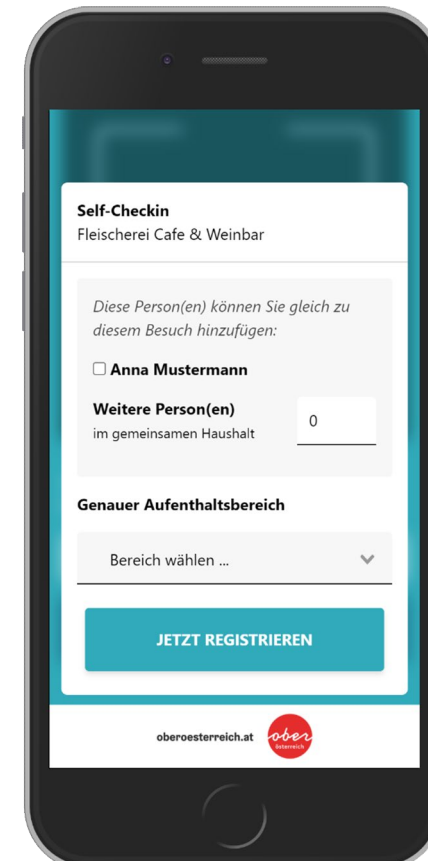 Self-Checkin
Fleischerei Cafe & Weinbar
Diese Person(en) können Sie gleich zu
diesem Besuch hinzufügen:
Anna Mustermann
Weitere Person(en)
im gemeinsamen Haushalt
0
Genauer Aufenthaltsbereich
Bereich wählen ...
JETZT REGISTRIEREN
oberoesterreich.at
ober
österreich